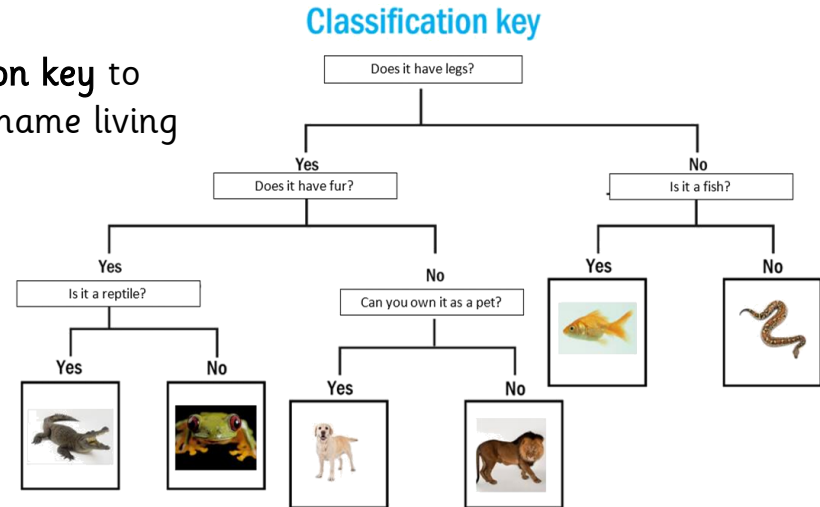 Classification key
on key to
name living
Does it have legs?
Yes
No
Does it have fur?
Is it a fish?
Yes
No
Yes
No
Is it a reptile?
Can you own it as a pet?
Yes
No
Yes
No